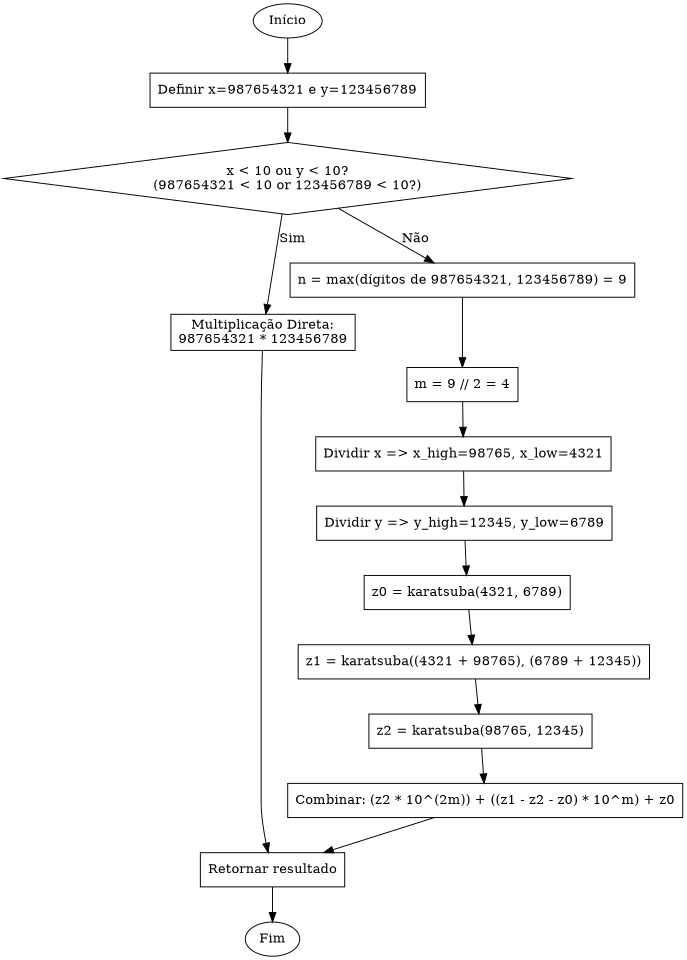 Início
Definir x=987654321 e y=123456789
x < 10 ou y < 10?
(987654321 < 10 or 123456789 < 10?)
Sim
Não
n = max(dígitos de 987654321, 123456789) = 9
Multiplicação Direta:
987654321 * 123456789
m = 9 // 2 = 4
Dividir x => x_high=98765, x_low=4321
Dividir y => y_high=12345, y_low=6789
z0 = karatsuba(4321, 6789)
z1 = karatsuba((4321 + 98765), (6789 + 12345))
z2 = karatsuba(98765, 12345)
Combinar: (z2 * 10^(2m)) + ((z1 - z2 - z0) * 10^m) + z0
Retornar resultado
Fim